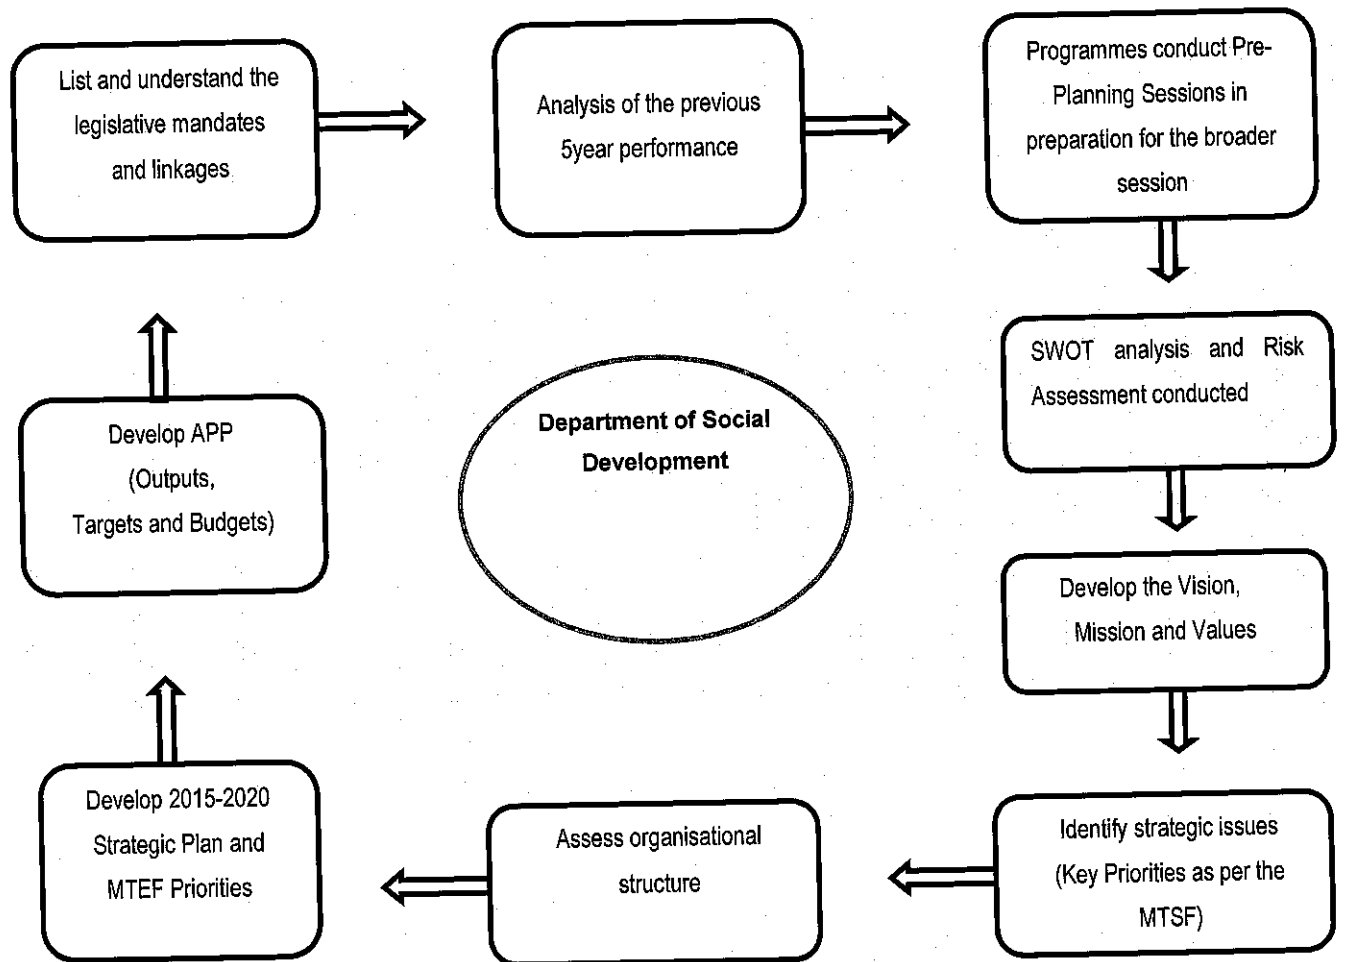 List and understand the
legislative mandates
and linkages
Analysis of the previous
5year performance
Programmes conduct Pre-
Planning Sessions in
preparation for the broader
session
SWOT analysis and Risk
Assessment conducted
Develop the Vision,
Mission and Values
Identify strategic issues
(Key Priorities as per the
MTSF)
Assess organisational
structure
Develop 2015-2020
Strategic Plan and
MTEF Priorities
Develop APP
(Outputs,
Targets and Budgets)
Department of Social
Development